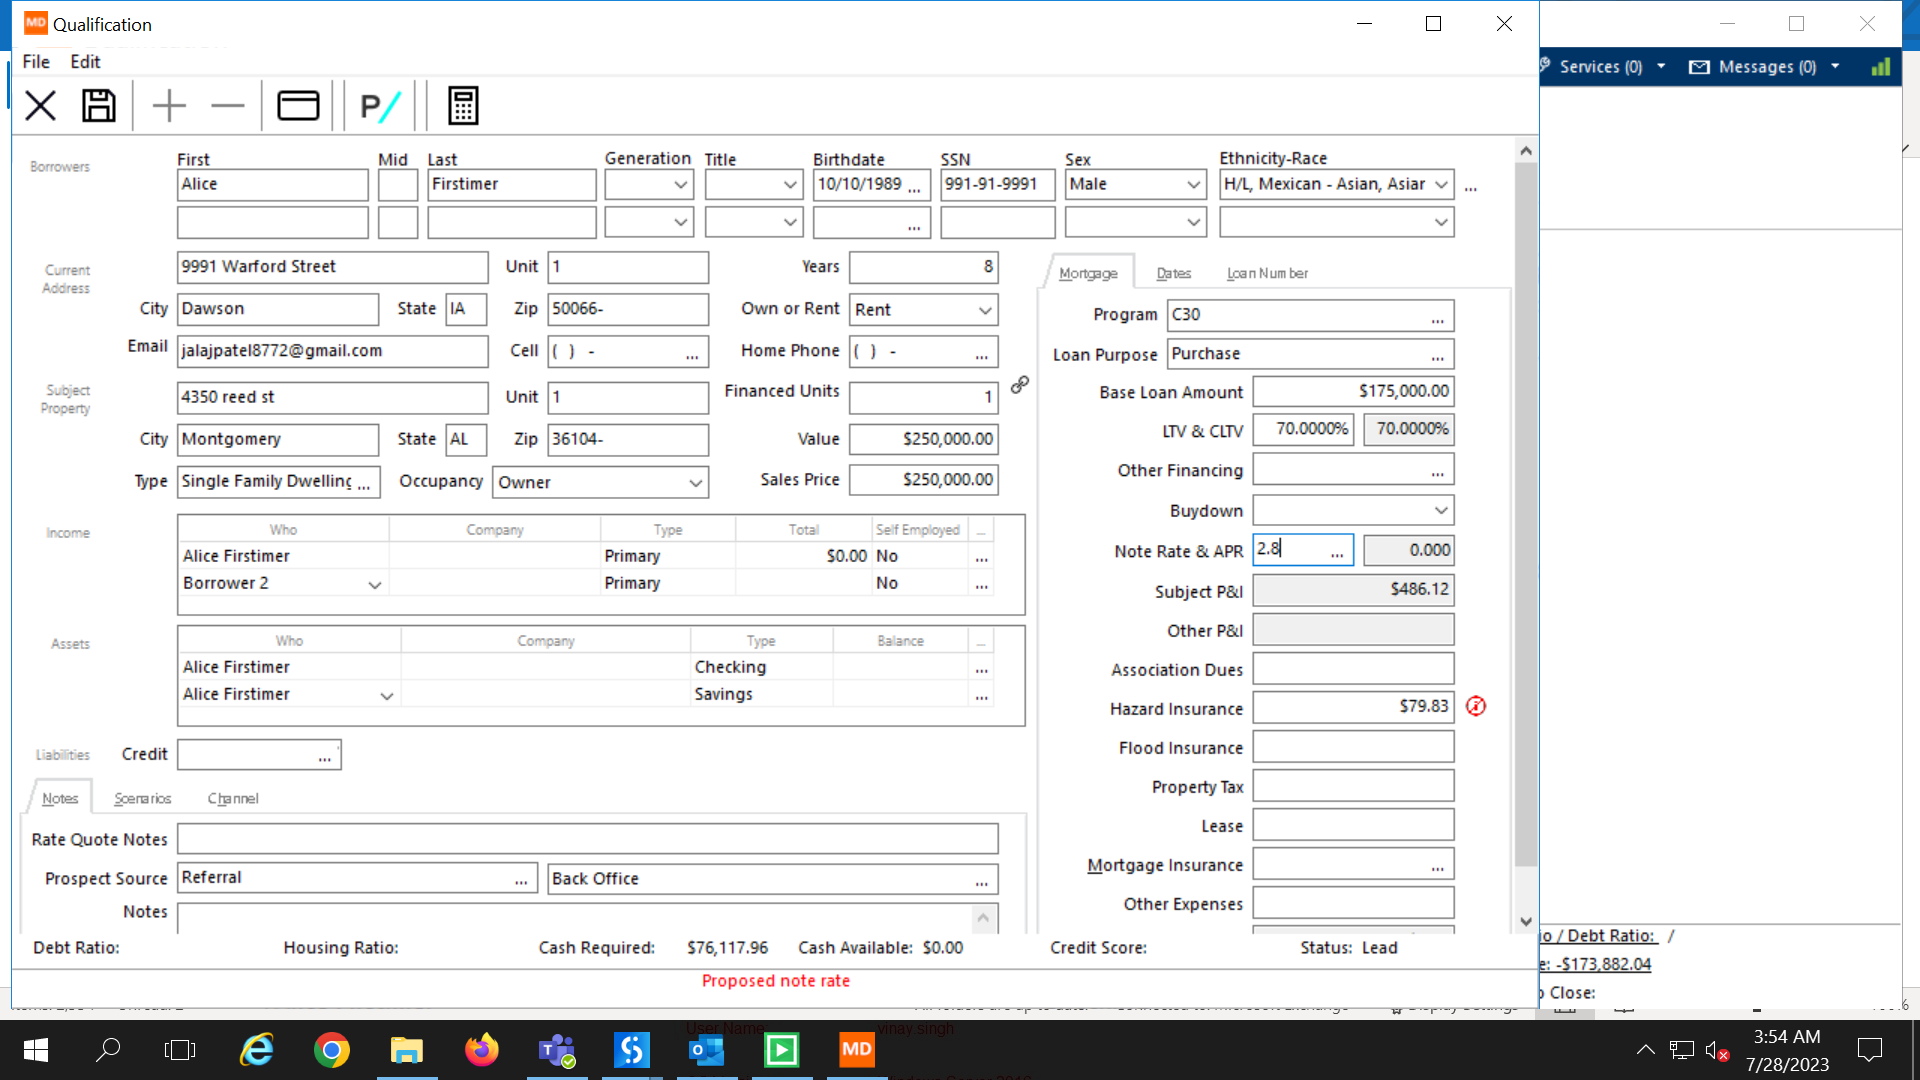 MD Qualification
File Edit
Services (0) Messages (0)
P/
Borrowers First Mid Last Generation Title Birthdate SSN Sex Ethnicity-Race
Alice Firstimer 10/10/1989 ... 991-91-9991 Male H/L, Mexican - Asian, Asiar ...
...
Current Address 9991 Warford Street Unit 1 Years 8
City Dawson State IA Zip 50066- Own or Rent Rent
Email jalajpatel8772@gmail.com Cell ( ) - ... Home Phone ( ) - ...
Subject Property 4350 reed st Unit 1 Financed Units 1
City Montgomery State AL Zip 36104- Value $250,000.00
Type Single Family Dwelling ... Occupancy Owner Sales Price $250,000.00
Income Who Company Type Total Self Employed ...
Alice Firstimer Primary $0.00 No ...
Borrower 2 Primary No ...
Assets Who Company Type Balance ...
Alice Firstimer Checking ...
Alice Firstimer Savings ...
Liabilities Credit ...
Notes Scenarios Channel
Rate Quote Notes
Prospect Source Referral ... Back Office ...
Notes
Mortgage Dates Loan Number
Program C30 ...
Loan Purpose Purchase ...
Base Loan Amount $175,000.00
LTV & CLTV 70.0000% 70.0000%
Other Financing ...
Buydown
Note Rate & APR 2.8 ... 0.000
Subject P&I $486.12
Other P&I
Association Dues
Hazard Insurance $79.83
Flood Insurance
Property Tax
Lease
Mortgage Insurance ...
Other Expenses
Debt Ratio: Housing Ratio: Cash Required: $76,117.96 Cash Available: $0.00 Credit Score: Status: Lead
Proposed note rate
io / Debt Ratio: /
e: -$173,882.04
o Close:
User Name: vinay.singh
MD
3:54 AM
7/28/2023